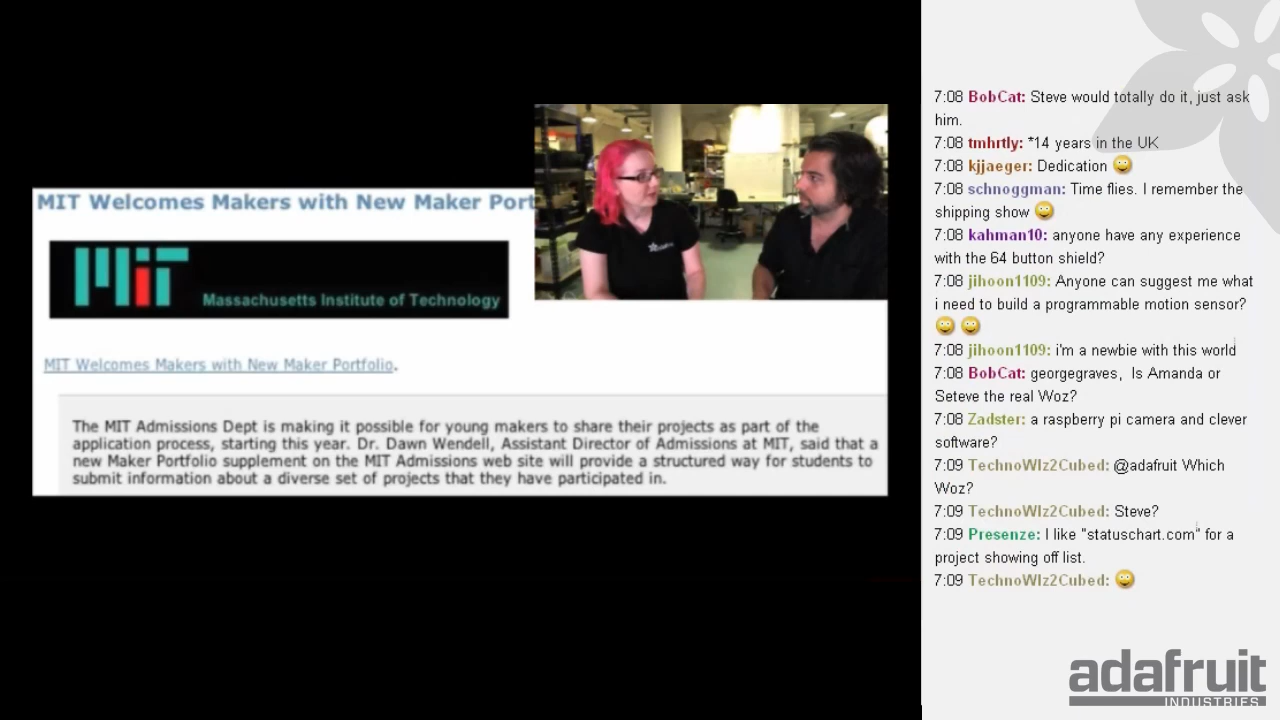 MIT Welcomes Makers with New Maker Port
MiT
Massachusetts Institute of Technology
MIT Welcomes Makers with New Maker Portfolio.
The MIT Admissions Dept is making it possible for young makers to share their projects as part of the
application process, starting this year. Dr. Dawn Wendell, Assistant Director of Admissions at MIT, said that a
new Maker Portfolio supplement on the MIT Admissions web site will provide a structured way for students to
submit information about a diverse set of projects that they have participated in.
7:08 BobCat: Steve would totally do it, just ask
him.
7:08 tmhrtly: *14 years in the UK
7:08 kjjaeger: Dedication
7:08 schnoggman: Time flies. I remember the
shipping show
7:08 kahman10: anyone have any experience
with the 64 button shield?
7:08 jihoon1109: Anyone can suggest me what
i need to build a programmable motion sensor?
7:08 jihoon1109: i'm a newbie with this world
7:08 BobCat: georgegraves, Is Amanda or
Seteve the real Woz?
7:08 Zadster: a raspberry pi camera and clever
software?
7:09 TechnoWIz2Cubed: @adafruit Which
Woz?
7:09 TechnoWIz2Cubed: Steve?
7:09 Presenze: I like "statuschart.com" for a
project showing off list.
7:09 TechnoWIz2Cubed:
adafruit
INDUSTRIES